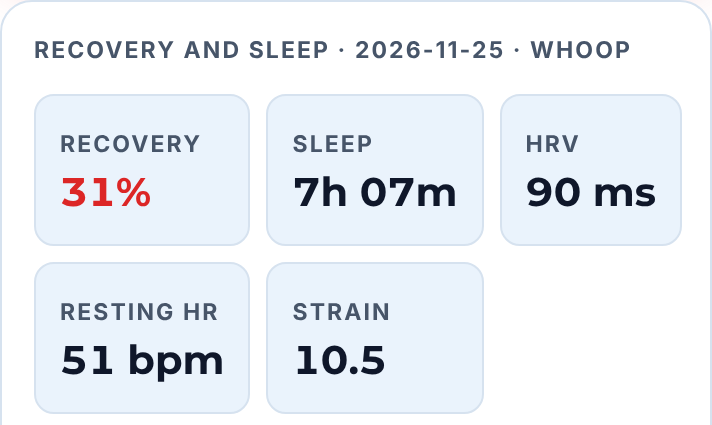 RECOVERY AND SLEEP · 2026-11-25 · WHOOP
RECOVERY
31%
SLEEP
7h 07m
HRV
90 ms
RESTING HR
51 bpm
STRAIN
10.5